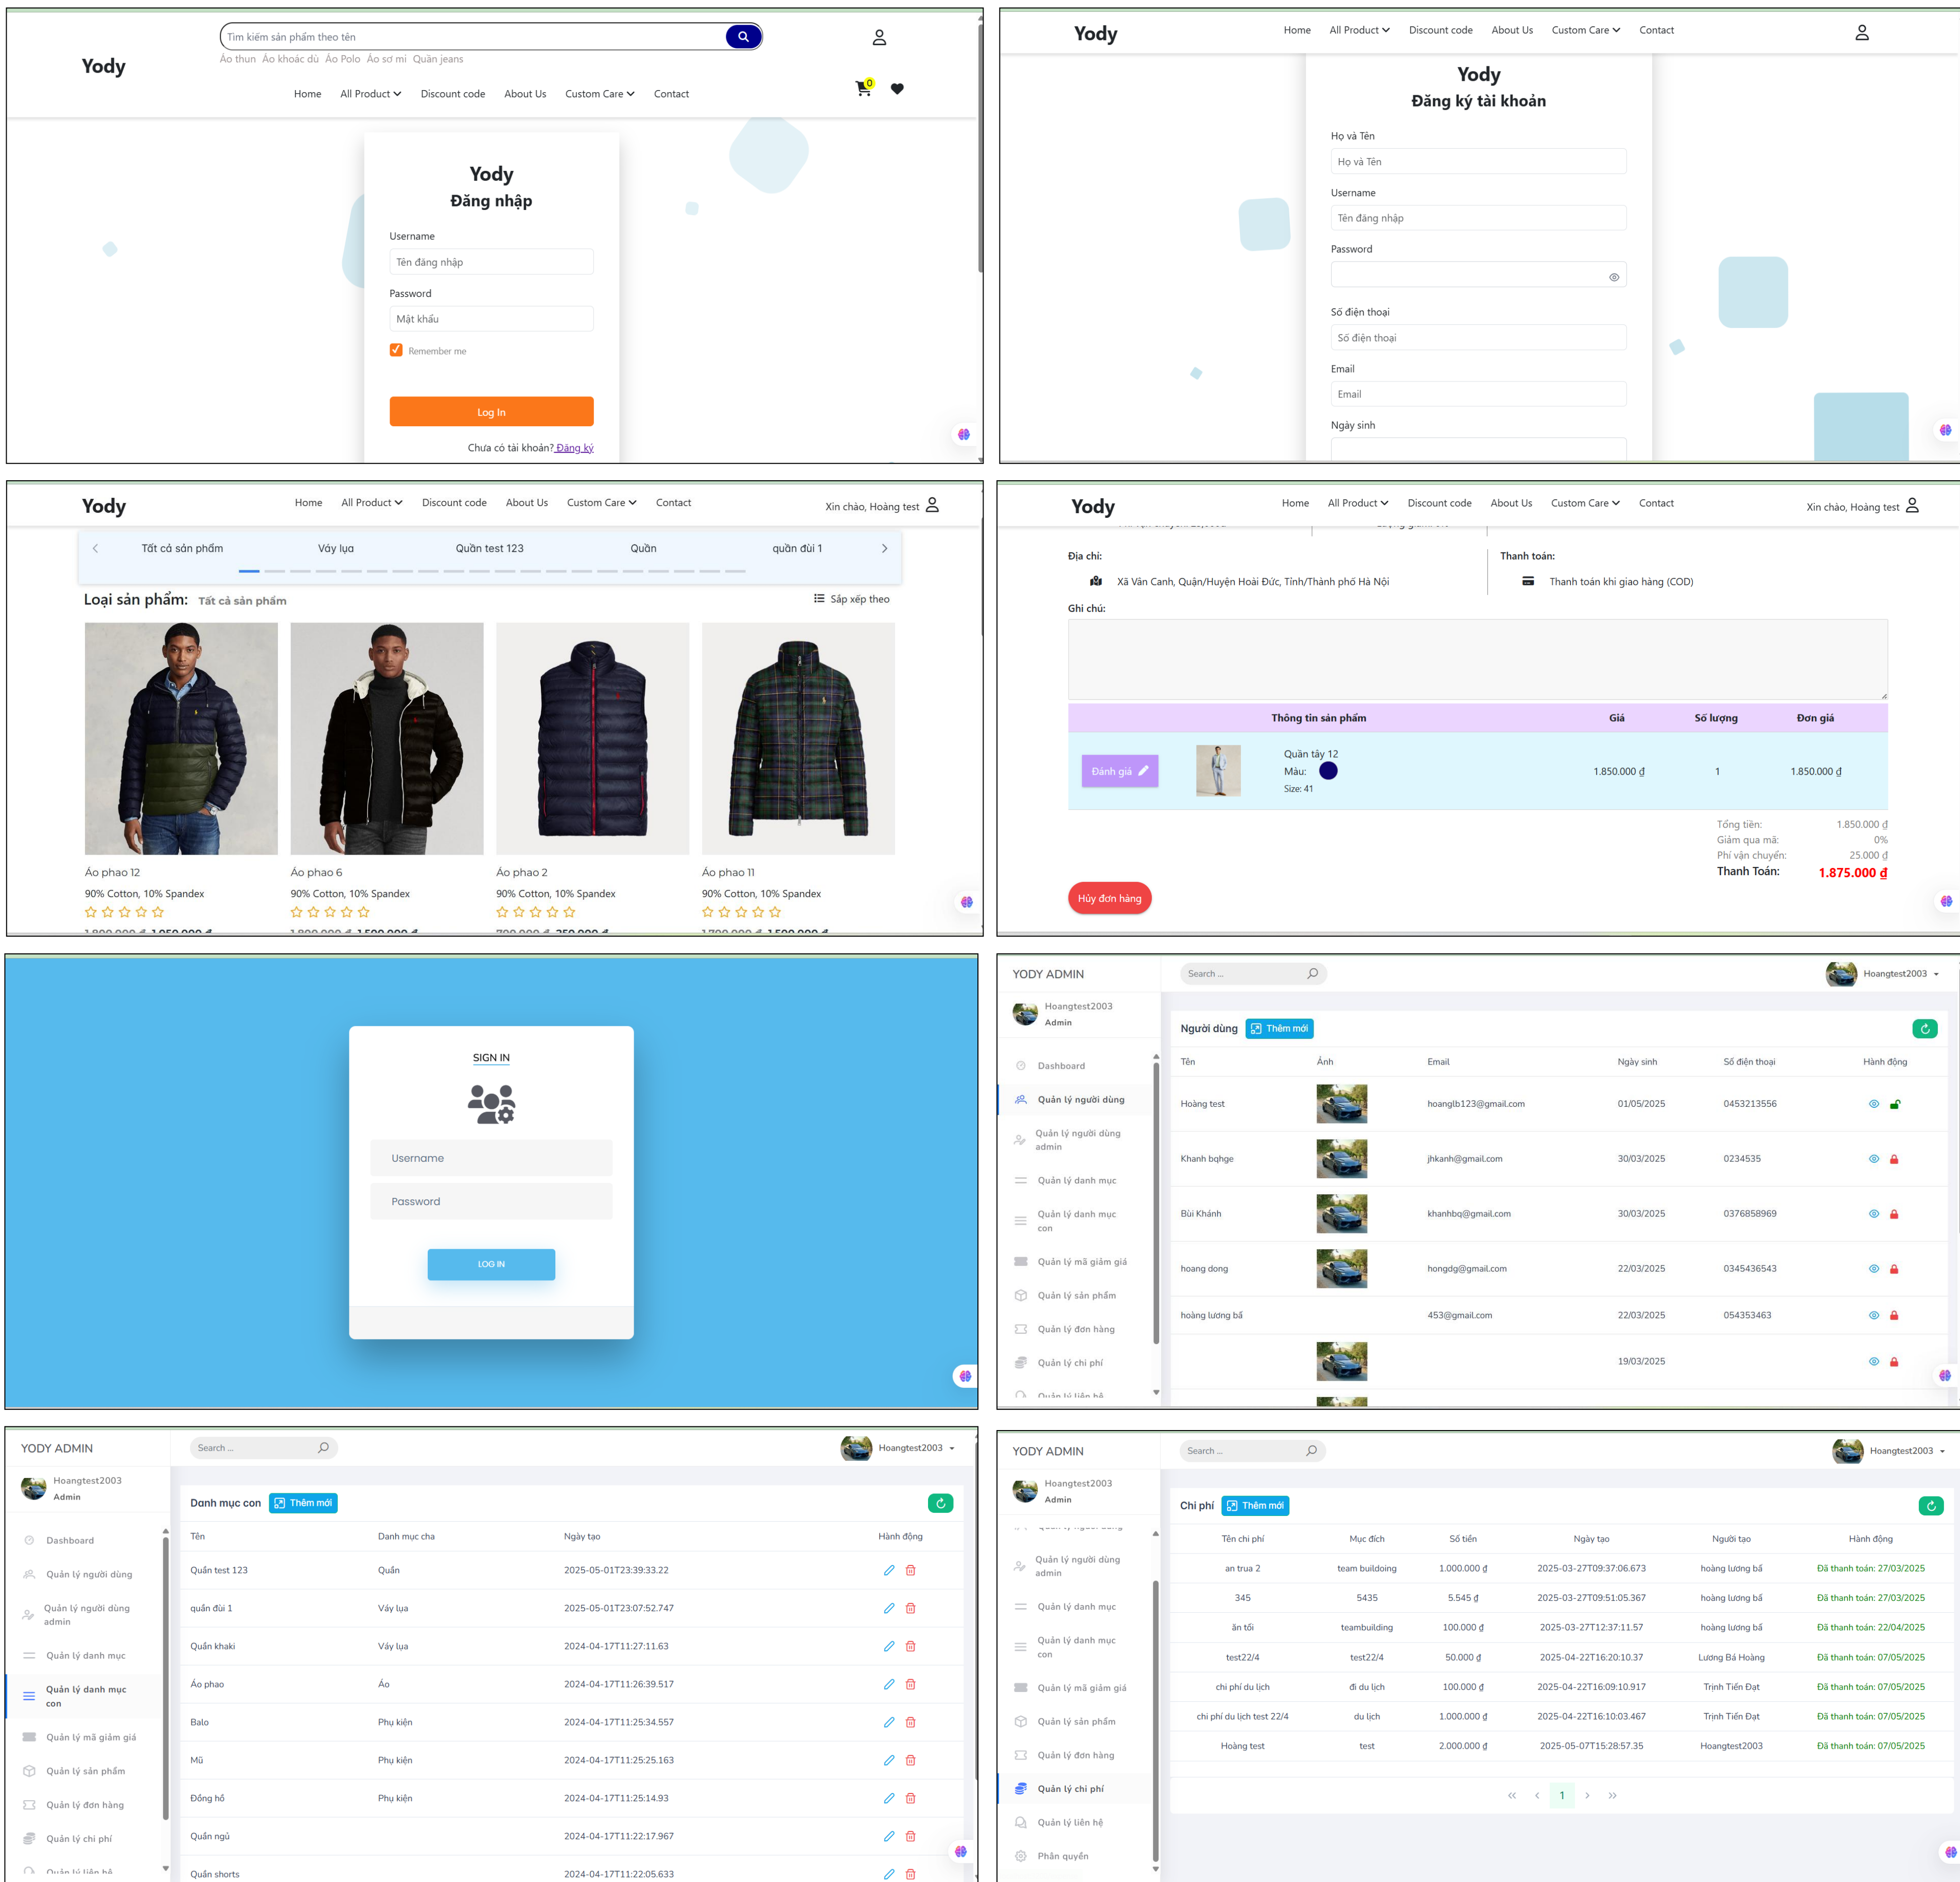 Tìm kiếm sản phẩm theo tên
Áo thun Áo khoác dù Áo Polo Áo sơ mi Quần jeans
Yody
0
Home All Product Discount code About Us Custom Care Contact
Yody
Đăng nhập
Username
Tên đăng nhập
Password
Mật khẩu
Remember me
Log In
Chưa có tài khoản? Đăng ký
Yody
Home All Product Discount code About Us Custom Care Contact
Yody
Đăng ký tài khoản
Họ và Tên
Họ và Tên
Username
Tên đăng nhập
Password
Số điện thoại
Số điện thoại
Email
Email
Ngày sinh
Yody
Home All Product Discount code About Us Custom Care Contact
Xin chào, Hoàng test
Tất cả sản phẩm Váy lụa Quần test 123 Quần quần đùi 1
Loại sản phẩm: Tất cả sản phẩm
Sắp xếp theo
Áo phao 12 Áo phao 6 Áo phao 2 Áo phao 11
90% Cotton, 10% Spandex 90% Cotton, 10% Spandex 90% Cotton, 10% Spandex 90% Cotton, 10% Spandex
Yody
Home All Product Discount code About Us Custom Care Contact
Xin chào, Hoàng test
Địa chỉ: Thanh toán:
Xã Vân Canh, Quận/Huyện Hoài Đức, Tỉnh/Thành phố Hà Nội Thanh toán khi giao hàng (COD)
Ghi chú:
Thông tin sản phẩm Giá Số lượng Đơn giá
Đánh giá
Quần tây 12
Màu:
Size: 41
1.850.000 ₫ 1 1.850.000 ₫
Tổng tiền: 1.850.000 ₫
Giảm qua mã: 0%
Phí vận chuyển: 25.000 ₫
Thanh Toán: 1.875.000 ₫
Hủy đơn hàng
SIGN IN
Username
Password
LOG IN
YODY ADMIN
Search ...
Hoangtest2003
Hoangtest2003
Admin
Dashboard
Quản lý người dùng
Quản lý người dùng
admin
Quản lý danh mục
Quản lý danh mục
con
Quản lý mã giảm giá
Quản lý sản phẩm
Quản lý đơn hàng
Quản lý chi phí
Quản lý liên hệ
Người dùng Thêm mới
Tên Ảnh Email Ngày sinh Số điện thoại Hành động
Hoàng test hoanglb123@gmail.com 01/05/2025 0453213556
Khanh bqhge jhkanh@gmail.com 30/03/2025 0234535
Bùi Khánh khanhbq@gmail.com 30/03/2025 0376858969
hoang dong hongdg@gmail.com 22/03/2025 0345436543
hoàng lương bá 453@gmail.com 22/03/2025 054353463
19/03/2025
YODY ADMIN
Search ...
Hoangtest2003
Hoangtest2003
Admin
Dashboard
Quản lý người dùng
Quản lý người dùng
admin
Quản lý danh mục
Quản lý danh mục
con
Quản lý mã giảm giá
Quản lý sản phẩm
Quản lý đơn hàng
Quản lý chi phí
Quản lý liên hệ
Danh mục con Thêm mới
Tên Danh mục cha Ngày tạo Hành động
Quần test 123 Quần 2025-05-01T23:39:33.22
quần đùi 1 Váy lụa 2025-05-01T23:07:52.747
Quần khaki Váy lụa 2024-04-17T11:27:11.63
Áo phao Áo 2024-04-17T11:26:39.517
Balo Phụ kiện 2024-04-17T11:25:34.557
Mũ Phụ kiện 2024-04-17T11:25:25.163
Đồng hồ Phụ kiện 2024-04-17T11:25:14.93
Quần ngủ 2024-04-17T11:22:17.967
Quần shorts 2024-04-17T11:22:05.633
YODY ADMIN
Search ...
Hoangtest2003
Hoangtest2003
Admin
Quản lý người dùng
admin
Quản lý danh mục
Quản lý danh mục
con
Quản lý mã giảm giá
Quản lý sản phẩm
Quản lý đơn hàng
Quản lý chi phí
Quản lý liên hệ
Phân quyền
Chi phí Thêm mới
Tên chi phí Mục đích Số tiền Ngày tạo Người tạo Hành động
an trua 2 team buildoing 1.000.000 ₫ 2025-03-27T09:37:06.673 hoàng lương bá Đã thanh toán: 27/03/2025
345 5435 5.545 ₫ 2025-03-27T09:51:05.367 hoàng lương bá Đã thanh toán: 27/03/2025
ăn tối teambuilding 100.000 ₫ 2025-03-27T12:37:11.57 hoàng lương bá Đã thanh toán: 22/04/2025
test22/4 test22/4 50.000 ₫ 2025-04-22T16:20:10.37 Lương Bá Hoàng Đã thanh toán: 07/05/2025
chi phí du lịch đi du lịch 100.000 ₫ 2025-04-22T16:09:10.917 Trịnh Tiến Đạt Đã thanh toán: 07/05/2025
chi phí du lịch test 22/4 du lịch 1.000.000 ₫ 2025-04-22T16:10:03.467 Trịnh Tiến Đạt Đã thanh toán: 07/05/2025
Hoàng test test 2.000.000 ₫ 2025-05-07T15:28:57.35 Hoangtest2003 Đã thanh toán: 07/05/2025
1